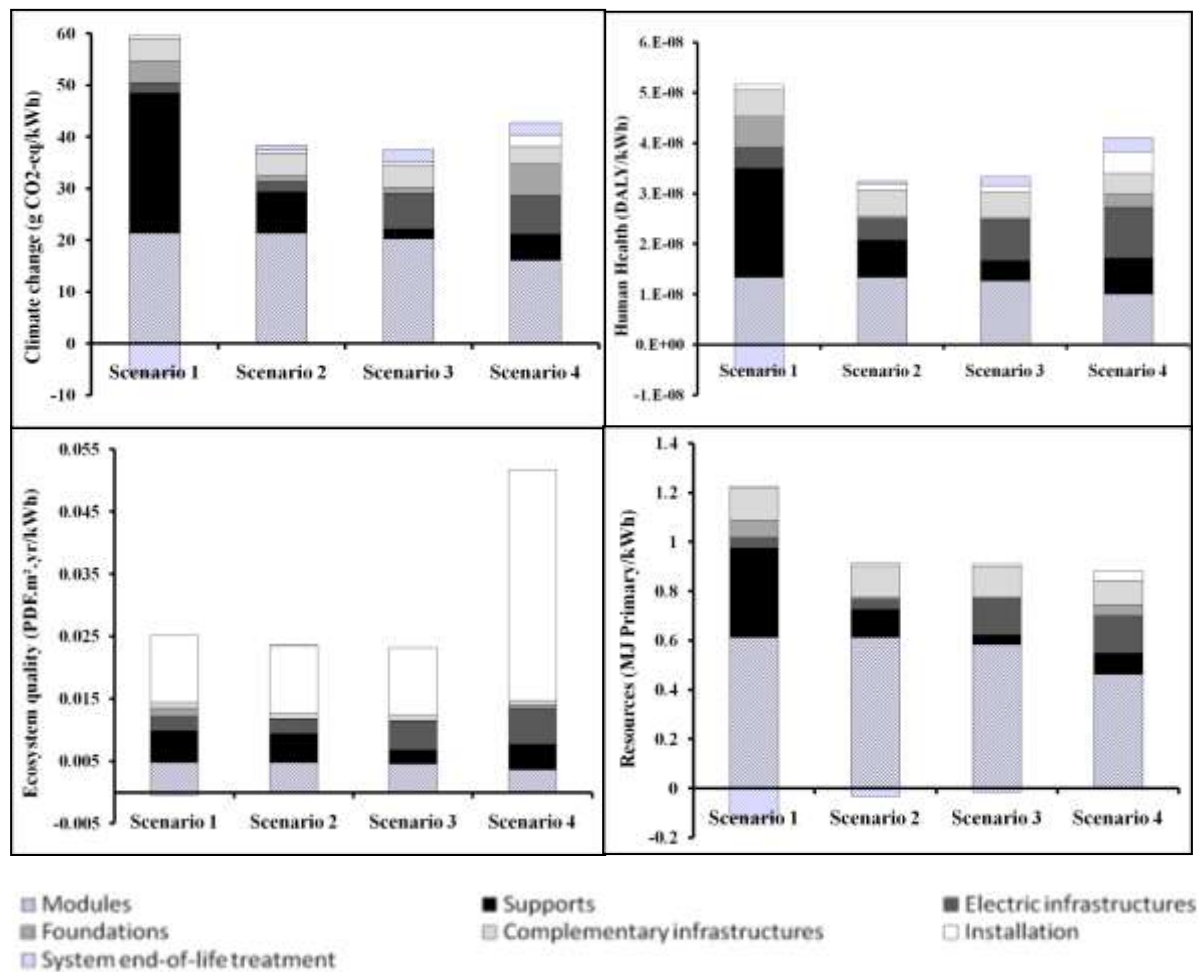 Climate change (g CO2-eq/kWh)
60
50
40
30
20
10
0
-10
Scenario 1
Scenario 2
Scenario 3
Scenario 4
Human Health (DALY/kWh)
6.E-08
5.E-08
4.E-08
3.E-08
2.E-08
1.E-08
0.E+00
-1.E-08
Scenario 1
Scenario 2
Scenario 3
Scenario 4
Ecosystem quality (PDF.m².yr/kWh)
0.055
0.045
0.035
0.025
0.015
0.005
-0.005
Scenario 1
Scenario 2
Scenario 3
Scenario 4
Resources (MJ Primary/kWh)
1.4
1.2
1
0.8
0.6
0.4
0.2
0
-0.2
Scenario 1
Scenario 2
Scenario 3
Scenario 4
Modules
Supports
Electric infrastructures
Foundations
Complementary infrastructures
Installation
System end-of-life treatment